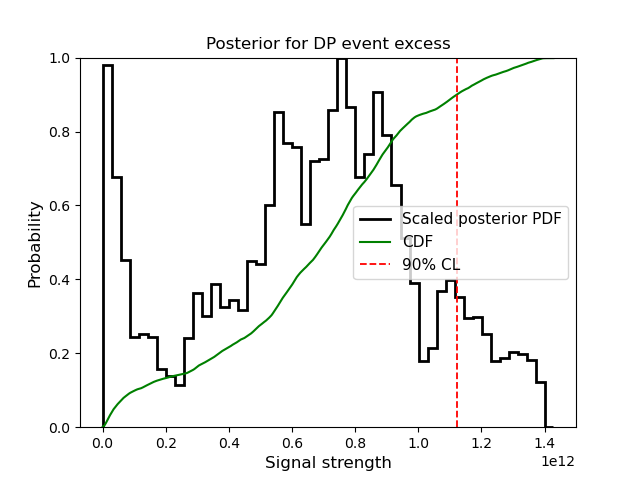 Posterior for DP event excess
Probability
1.0
0.8
0.6
0.4
0.2
0.0
Scaled posterior PDF
CDF
90% CL
0.0 0.2 0.4 0.6 0.8 1.0 1.2 1.4
1e12
Signal strength